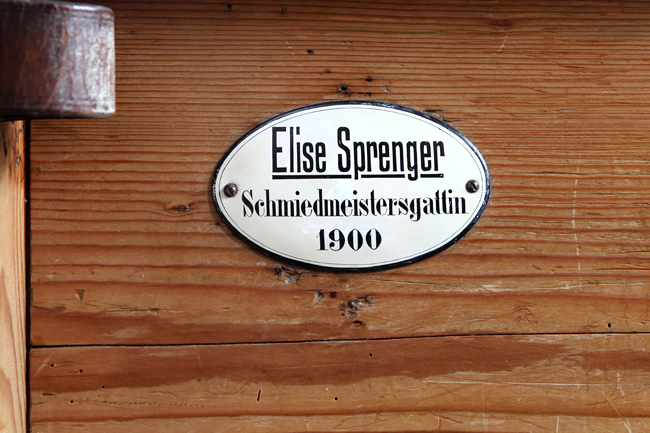 Elise Sprenger
Schmiedmeistersgattin
1900